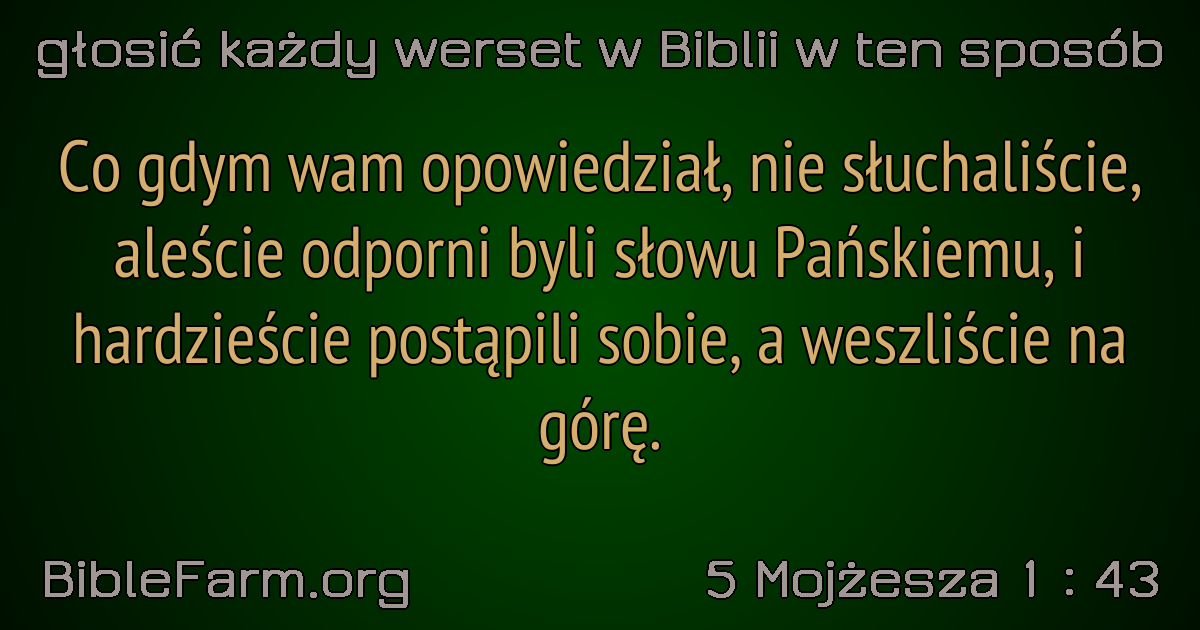 głosić każdy werset w Biblii w ten sposób
Co gdym wam opowiedział, nie słuchaliście,
aleście odporni byli słowu Pańskiemu, i
hardzieście postąpili sobie, a weszliście na
górę.
BibleFarm.org
5 Mojżesza 1 : 43